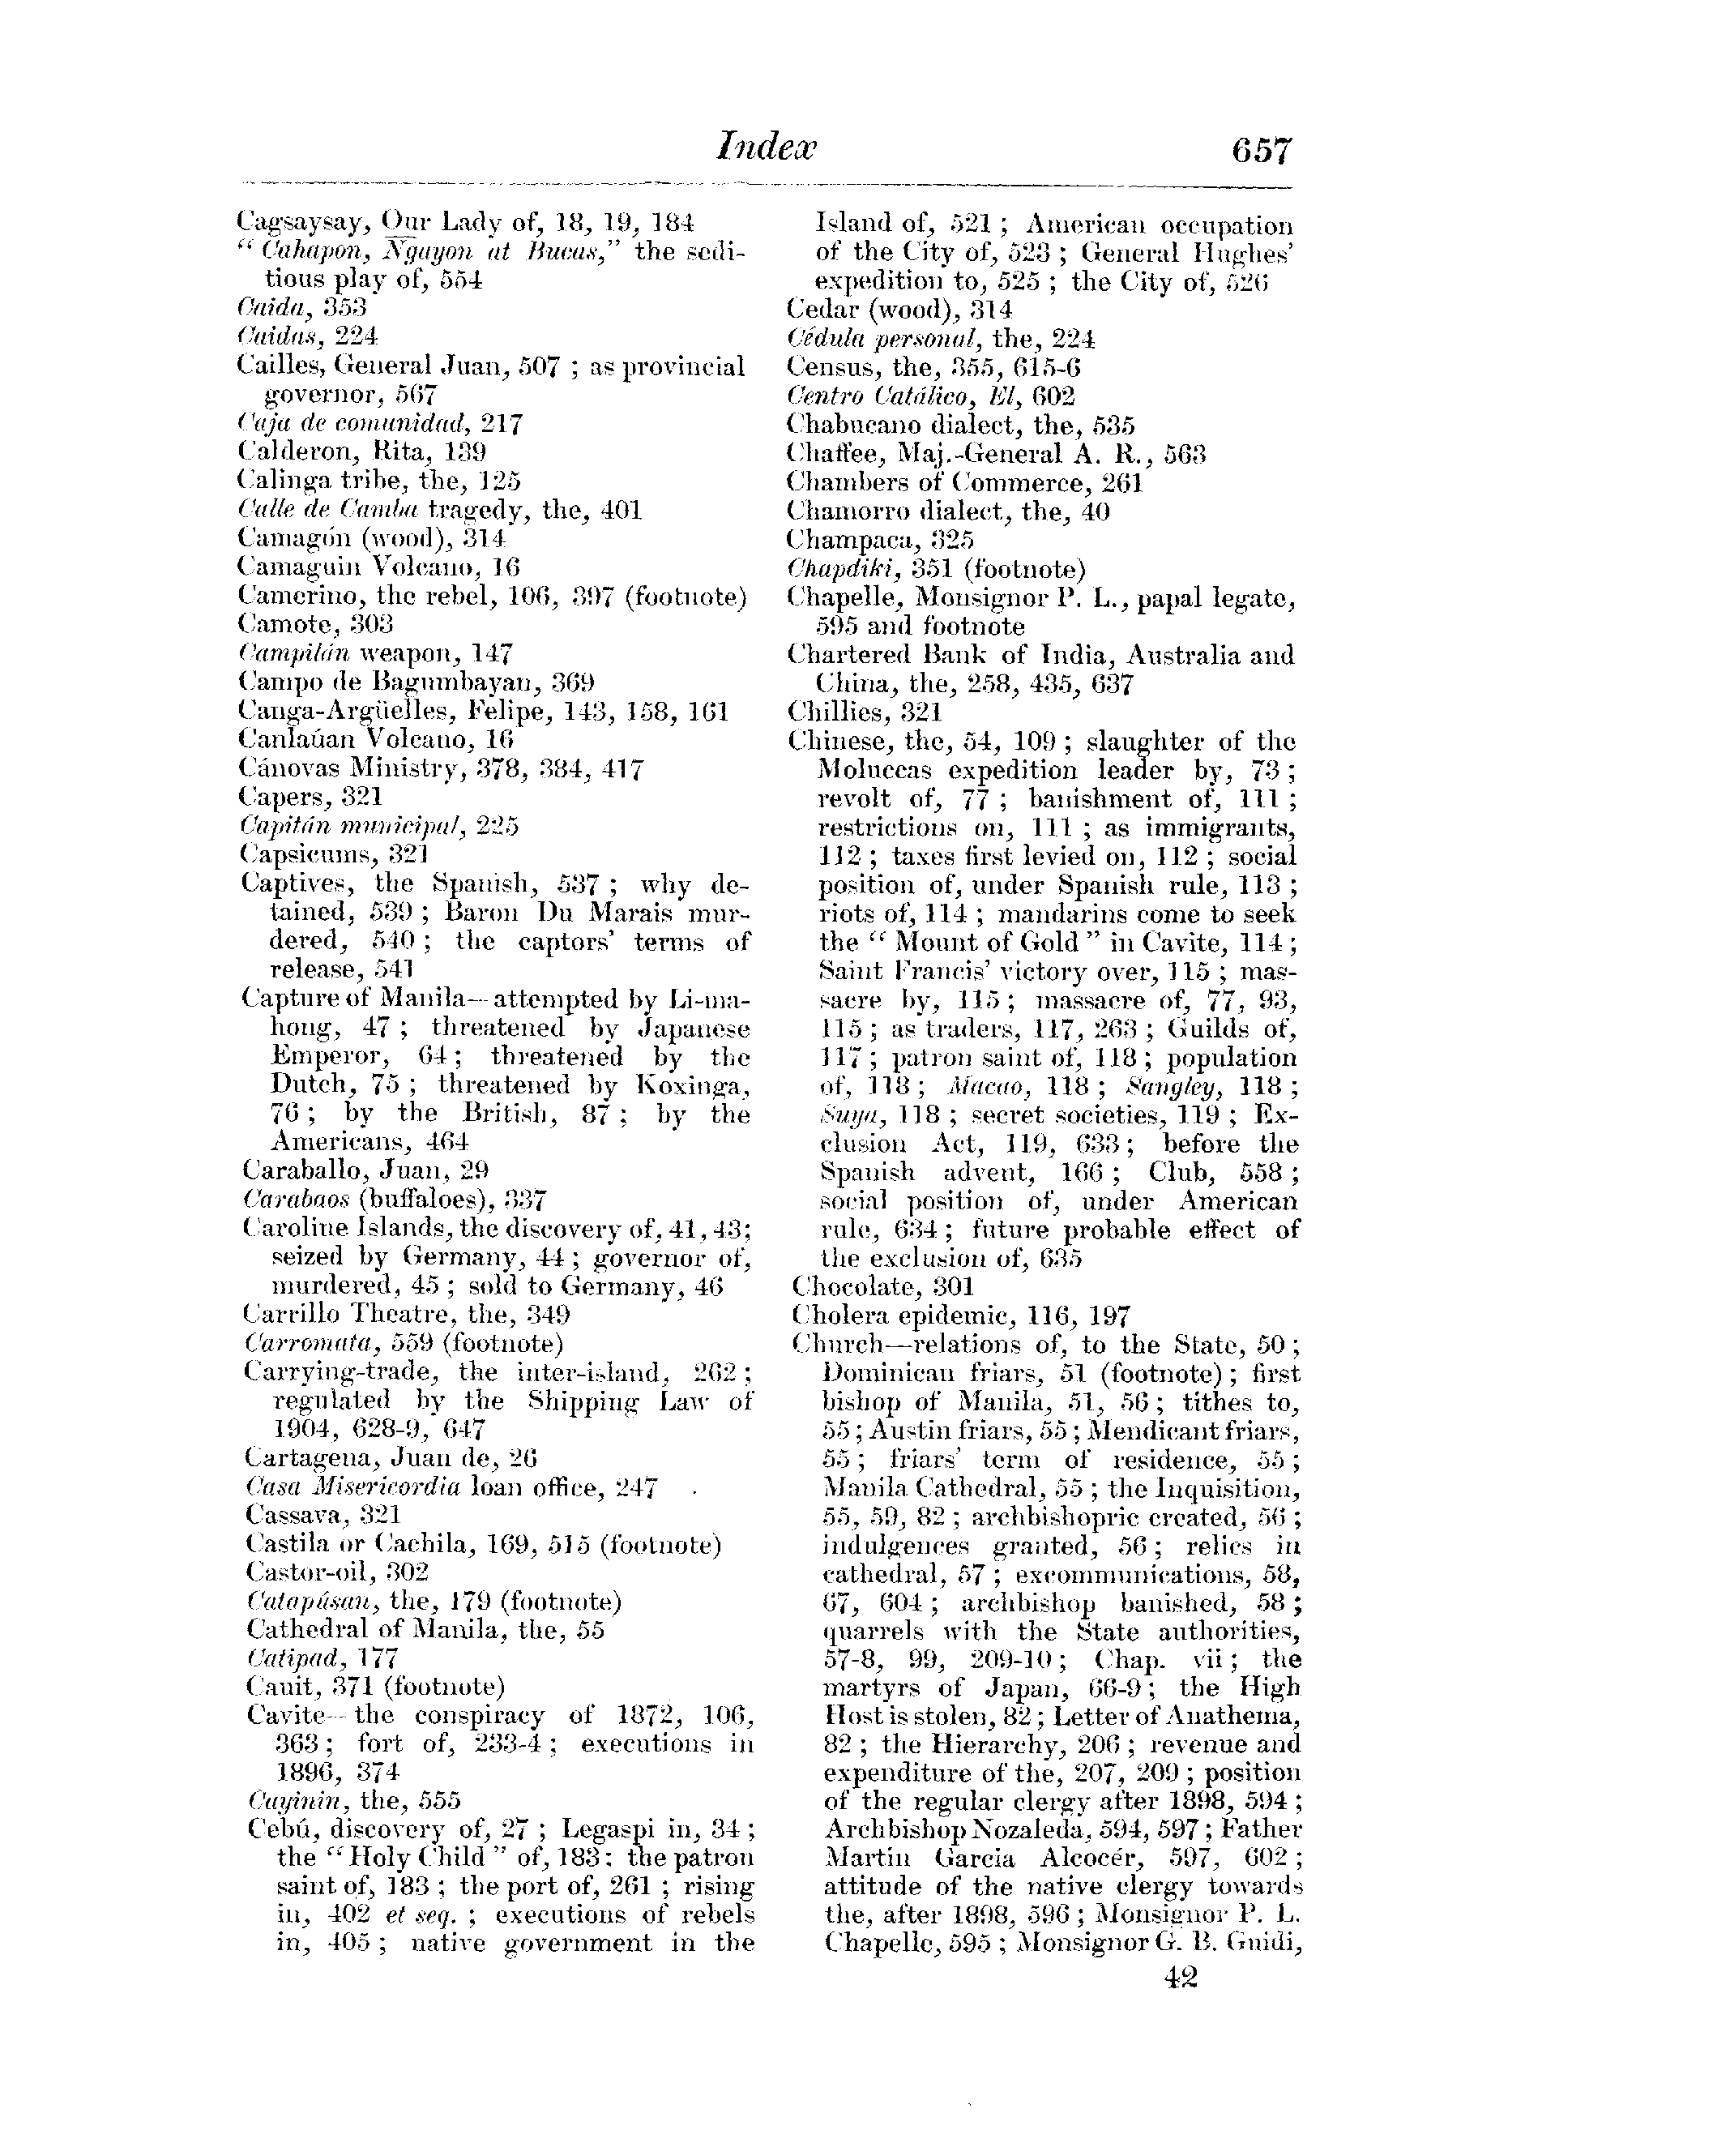 Index 657
Cagsaysay, Our Lady of, 18, 19, 184
“ Cahapon, Ngayon at Bucas,” the sedi-
tious play of, 554
Caida, 353
Caidas, 224
Cailles, General Juan, 507 ; as provincial
governor, 567
Caja de comunidad, 217
Calderon, Rita, 139
Calinga tribe, the, 125
Calle de Camba tragedy, the, 401
Camagón (wood), 314
Camaguin Volcano, 16
Camerino, the rebel, 106, 397 (footnote)
Camote, 303
Campilán weapon, 147
Campo de Bagumbayan, 369
Canga-Argüelles, Felipe, 143, 158, 161
Canlaúan Volcano, 16
Cánovas Ministry, 378, 384, 417
Capers, 321
Capitán municipal, 225
Capsicums, 321
Captives, the Spanish, 537 ; why de-
tained, 539 ; Baron Du Marais mur-
dered, 540 ; the captors’ terms of
release, 541
Capture of Manila—attempted by Li-ma-
hong, 47 ; threatened by Japanese
Emperor, 64 ; threatened by the
Dutch, 75 ; threatened by Koxinga,
76 ; by the British, 87 ; by the
Americans, 464
Caraballo, Juan, 29
Carabaos (buffaloes), 337
Caroline Islands, the discovery of, 41, 43;
seized by Germany, 44 ; governor of,
murdered, 45 ; sold to Germany, 46
Carrillo Theatre, the, 349
Carromata, 559 (footnote)
Carrying-trade, the inter-island, 262 ;
regulated by the Shipping Law of
1904, 628-9, 647
Cartagena, Juan de, 26
Casa Misericordia loan office, 247
Cassava, 321
Castila or Cachila, 169, 515 (footnote)
Castor-oil, 302
Catapúsan, the, 179 (footnote)
Cathedral of Manila, the, 55
Catipad, 177
Cauit, 371 (footnote)
Cavite—the conspiracy of 1872, 106,
363 ; fort of, 233-4 ; executions in
1896, 374
Cuyinin, the, 555
Cebú, discovery of, 27 ; Legaspi in, 34 ;
the “Holy Child ” of, 183; the patron
saint of, 183 ; the port of, 261 ; rising
in, 402 et seq. ; executions of rebels
in, 405 ; native government in the
Island of, 521 ; American occupation
of the City of, 523 ; General Hughes’
expedition to, 525 ; the City of, 526
Cedar (wood), 314
Cédula personal, the, 224
Census, the, 355, 615-6
Centro Católico, El, 602
Chabucano dialect, the, 535
Chaffee, Maj.-General A. R., 563
Chambers of Commerce, 261
Chamorro dialect, the, 40
Champaca, 325
Chapdiki, 351 (footnote)
Chapelle, Monsignor P. L., papal legate,
595 and footnote
Chartered Bank of India, Australia and
China, the, 258, 435, 637
Chillies, 321
Chinese, the, 54, 109 ; slaughter of the
Moluccas expedition leader by, 73 ;
revolt of, 77 ; banishment of, 111 ;
restrictions on, 111 ; as immigrants,
112 ; taxes first levied on, 112 ; social
position of, under Spanish rule, 113 ;
riots of, 114 ; mandarins come to seek
the “ Mount of Gold ” in Cavite, 114 ;
Saint Francis’ victory over, 115 ; mas-
sacre by, 115 ; massacre of, 77, 93,
115 ; as traders, 117, 263 ; Guilds of,
117 ; patron saint of, 118 ; population
of, 118 ; Macao, 118 ; Sangley, 118 ;
Suya, 118 ; secret societies, 119 ; Ex-
clusion Act, 119, 633 ; before the
Spanish advent, 166 ; Club, 558 ;
social position of, under American
rule, 634 ; future probable effect of
the exclusion of, 635
Chocolate, 301
Cholera epidemic, 116, 197
Church—relations of, to the State, 50 ;
Dominican friars, 51 (footnote) ; first
bishop of Manila, 51, 56 ; tithes to,
55 ; Austin friars, 55 ; Mendicant friars,
55 ; friars’ term of residence, 55 ;
Manila Cathedral, 55 ; the Inquisition,
55, 59, 82 ; archbishopric created, 56 ;
indulgences granted, 56 ; relics in
cathedral, 57 ; excommunications, 58,
67, 604 ; archbishop banished, 58 ;
quarrels with the State authorities,
57-8, 99, 209-10 ; Chap. vii ; the
martyrs of Japan, 66-9 ; the High
Host is stolen, 82 ; Letter of Anathema,
82 ; the Hierarchy, 206 ; revenue and
expenditure of the, 207, 209 ; position
of the regular clergy after 1898, 594 ;
Archbishop Nozaleda, 594, 597 ; Father
Martin Garcia Alcocér, 597, 602 ;
attitude of the native clergy towards
the, after 1898, 596 ; Monsignor P. L.
Chapelle, 595 ; Monsignor G. B. Guidi,
42